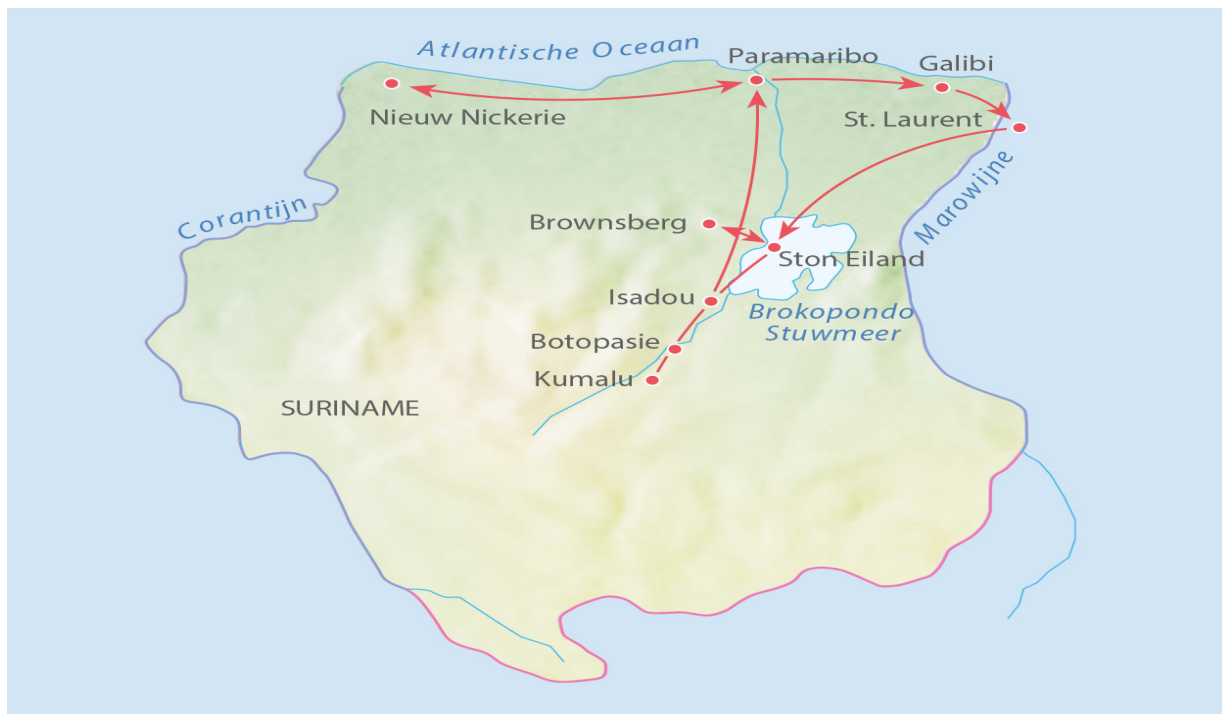 Atlantische Oceaan
Paramaribo
Galibi
Nieuw Nickerie
St. Laurent
Marowijne
Corantijn
Brownsberg
Ston Eiland
Isadou
Brokopondo
Stuwmeer
Botopasie
Kumalu
SURINAME